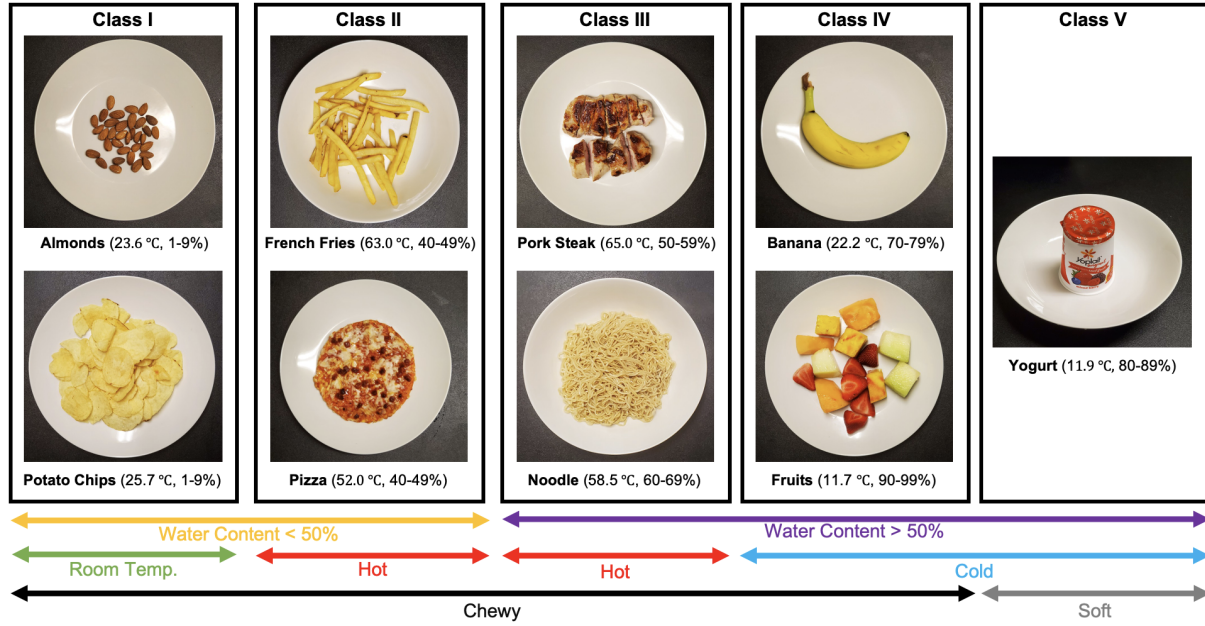 Class I
Class II
Class III
Class IV
Class V
Almonds (23.6 ℃, 1-9%)
French Fries (63.0 ℃, 40-49%)
Pork Steak (65.0 ℃, 50-59%)
Banana (22.2 ℃, 70-79%)
Yoplait
Yogurt (11.9 ℃, 80-89%)
Potato Chips (25.7 ℃, 1-9%)
Pizza (52.0 ℃, 40-49%)
Noodle (58.5 ℃, 60-69%)
Fruits (11.7 ℃, 90-99%)
Water Content < 50%
Water Content > 50%
Room Temp.
Hot
Hot
Cold
Chewy
Soft